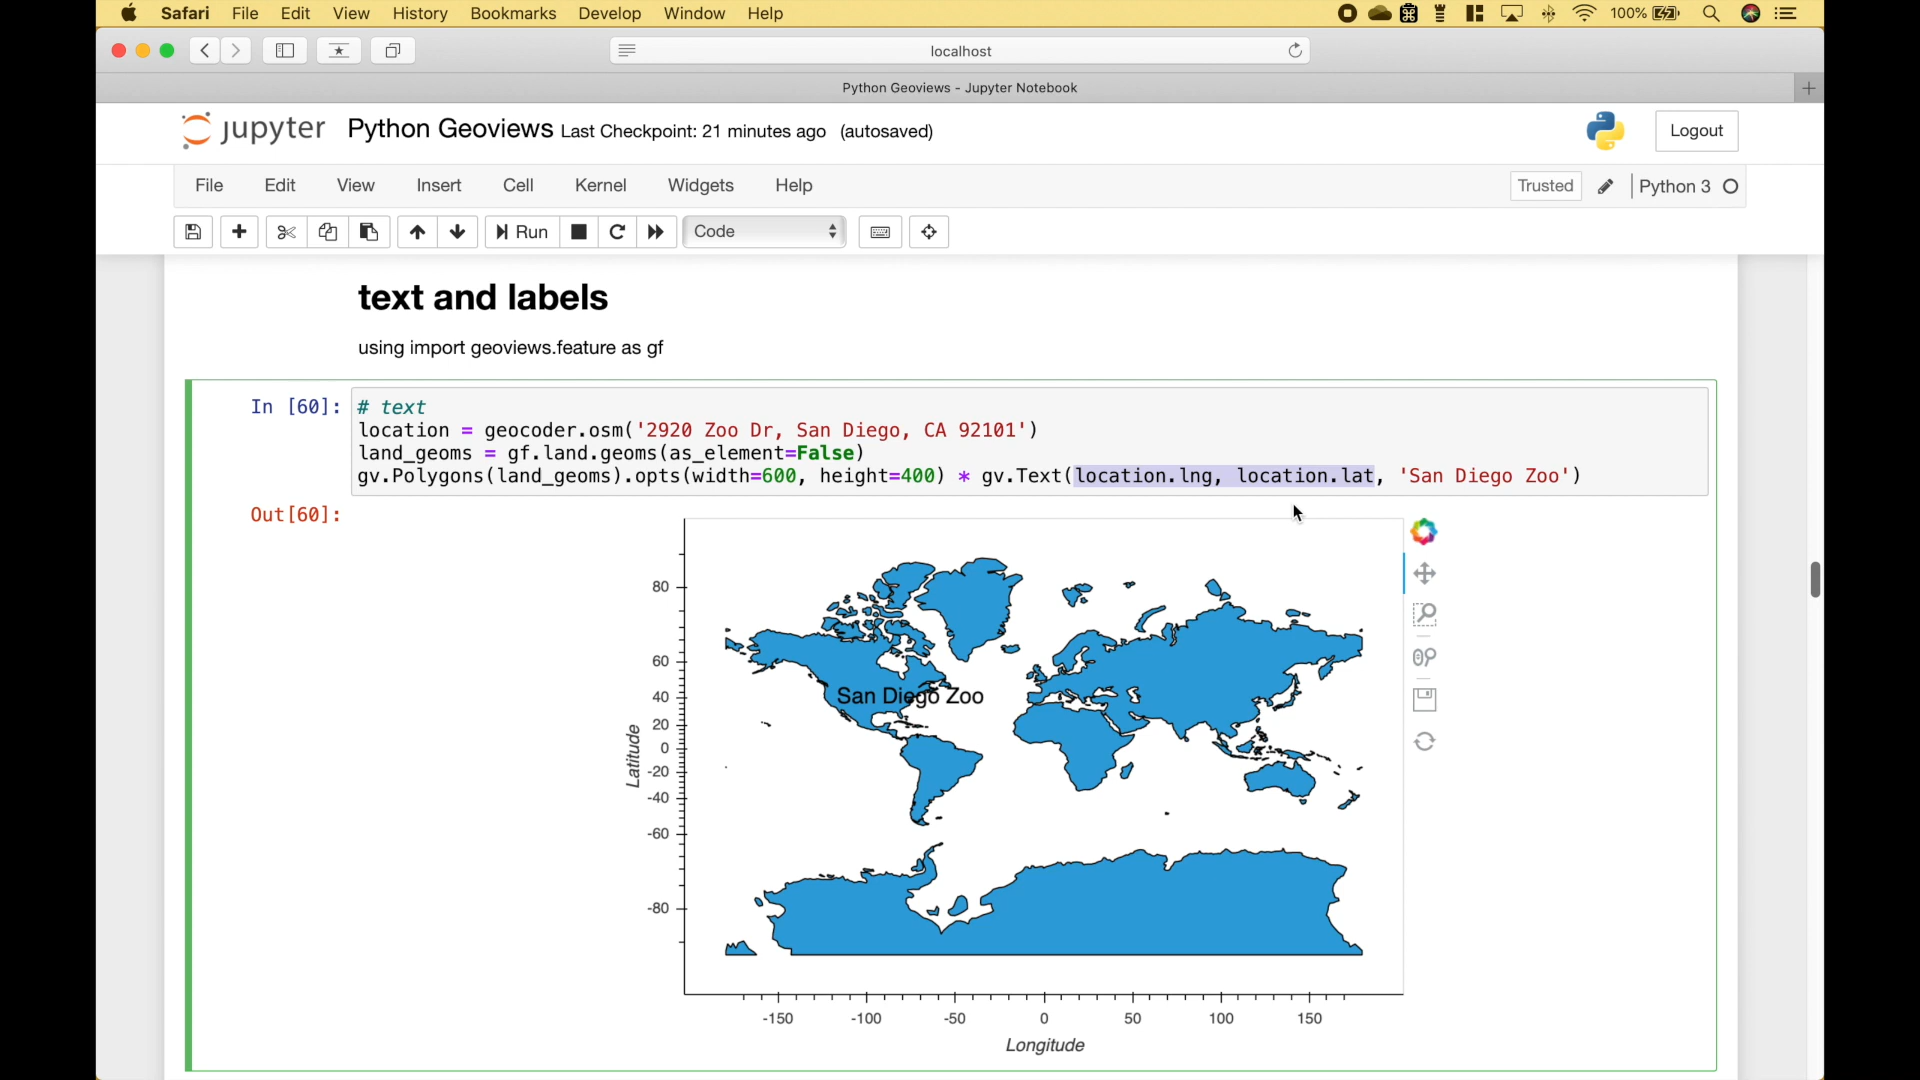 Safari File Edit View History Bookmarks Develop Window Help 100%
localhost
Python Geoviews - Jupyter Notebook
jupyter Python Geoviews Last Checkpoint: 21 minutes ago (autosaved) Logout
File Edit View Insert Cell Kernel Widgets Help Trusted Python 3
Run Code
text and labels
using import geoviews.feature as gf
In [60]: # text
location = geocoder.osm('2920 Zoo Dr, San Diego, CA 92101')
land_geoms = gf.land.geoms(as_element=False)
gv.Polygons(land_geoms).opts(width=600, height=400) * gv.Text(location.lng, location.lat, 'San Diego Zoo')
Out[60]:
80
60
40
20
0
-20
-40
-60
-80
Latitude
San Diego Zoo
-150 -100 -50 0 50 100 150
Longitude